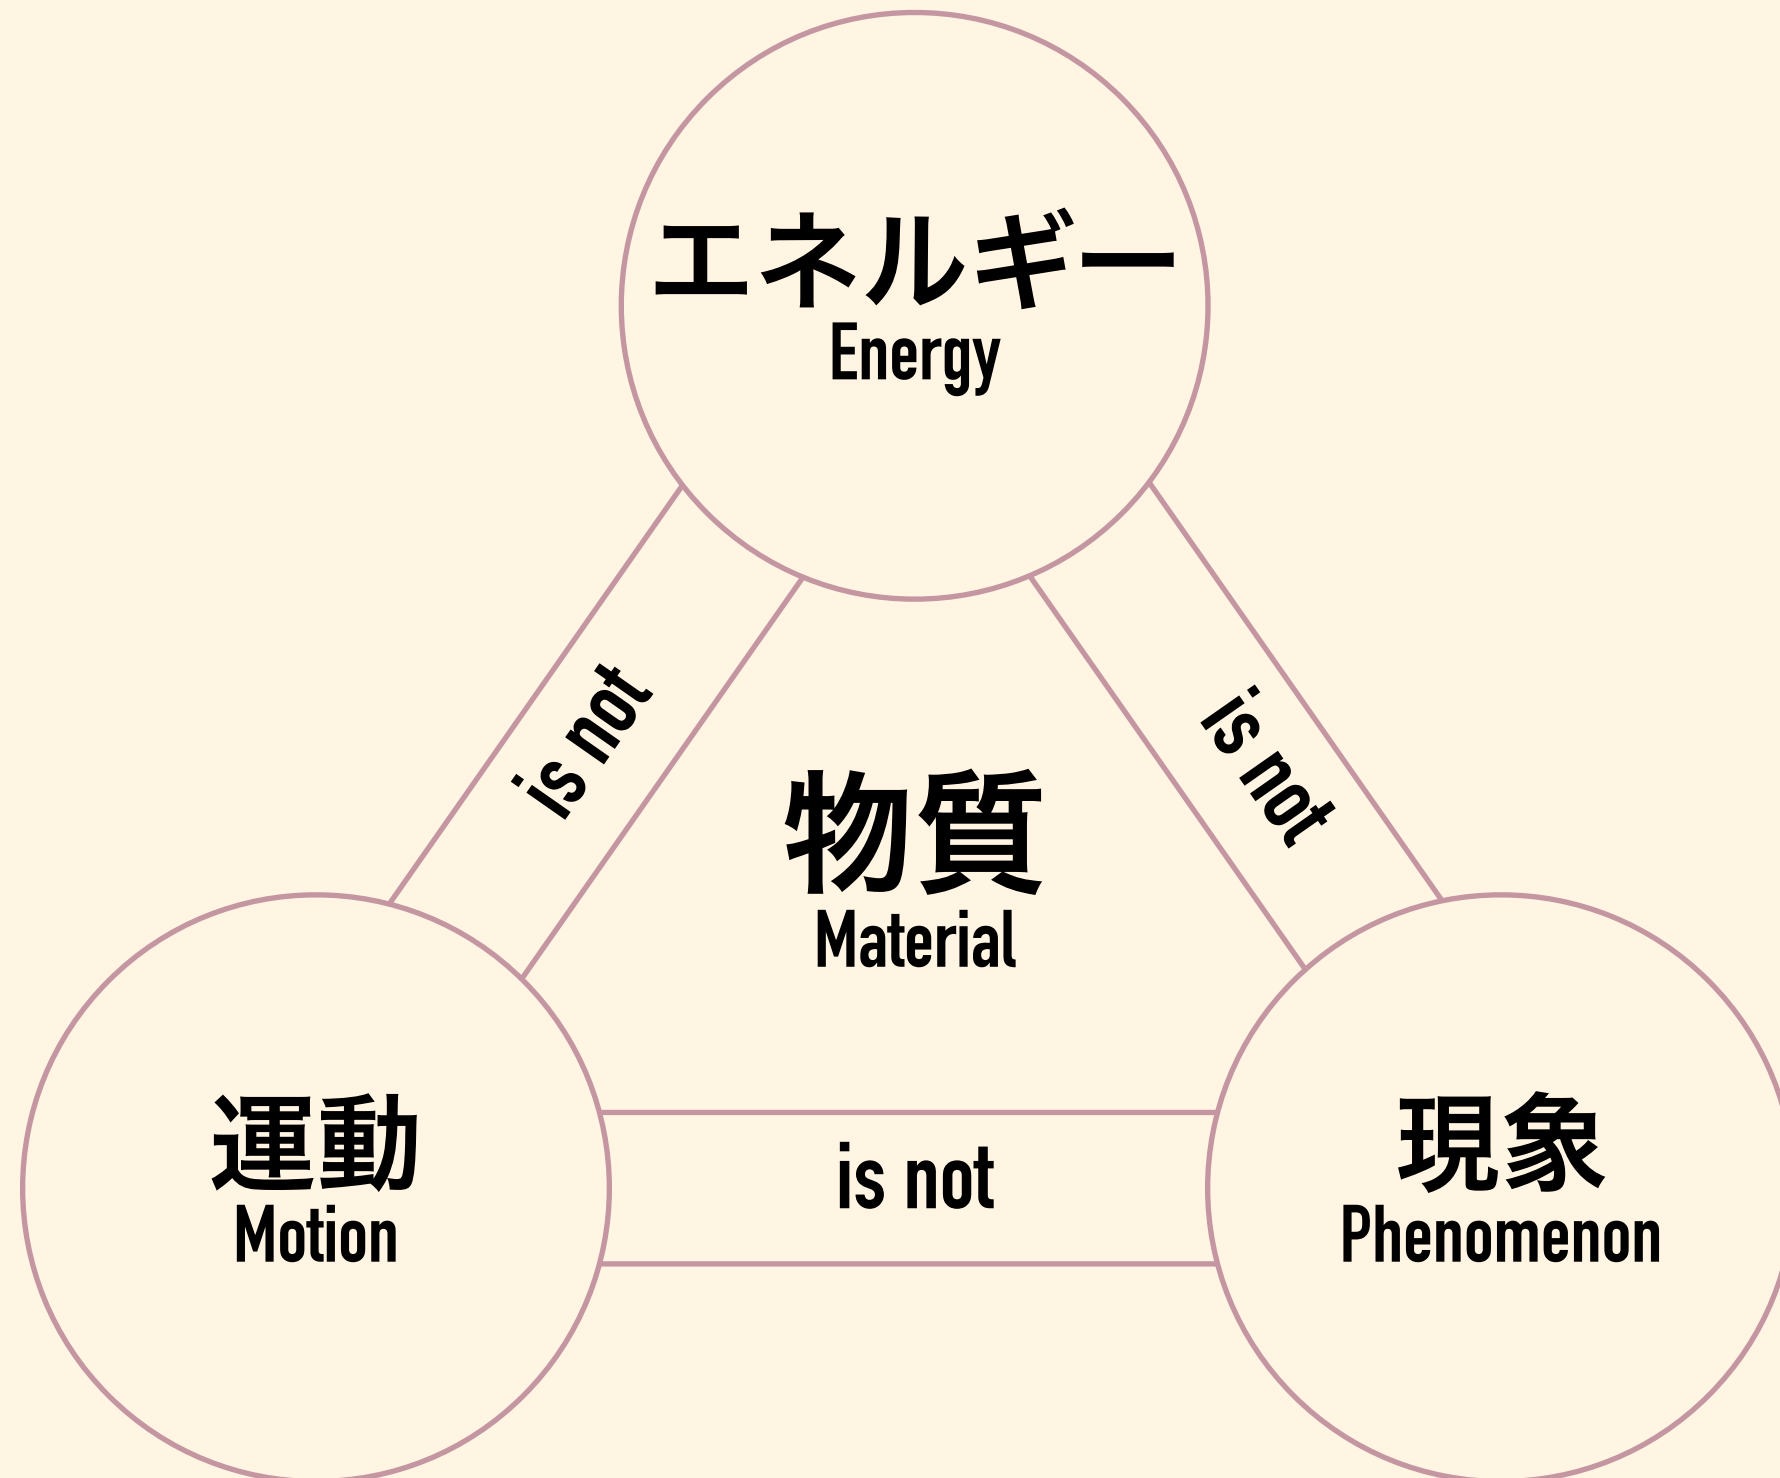 エネルギー
Energy
is not
is not
物質
Material
運動
Motion
is not
現象
Phenomenon